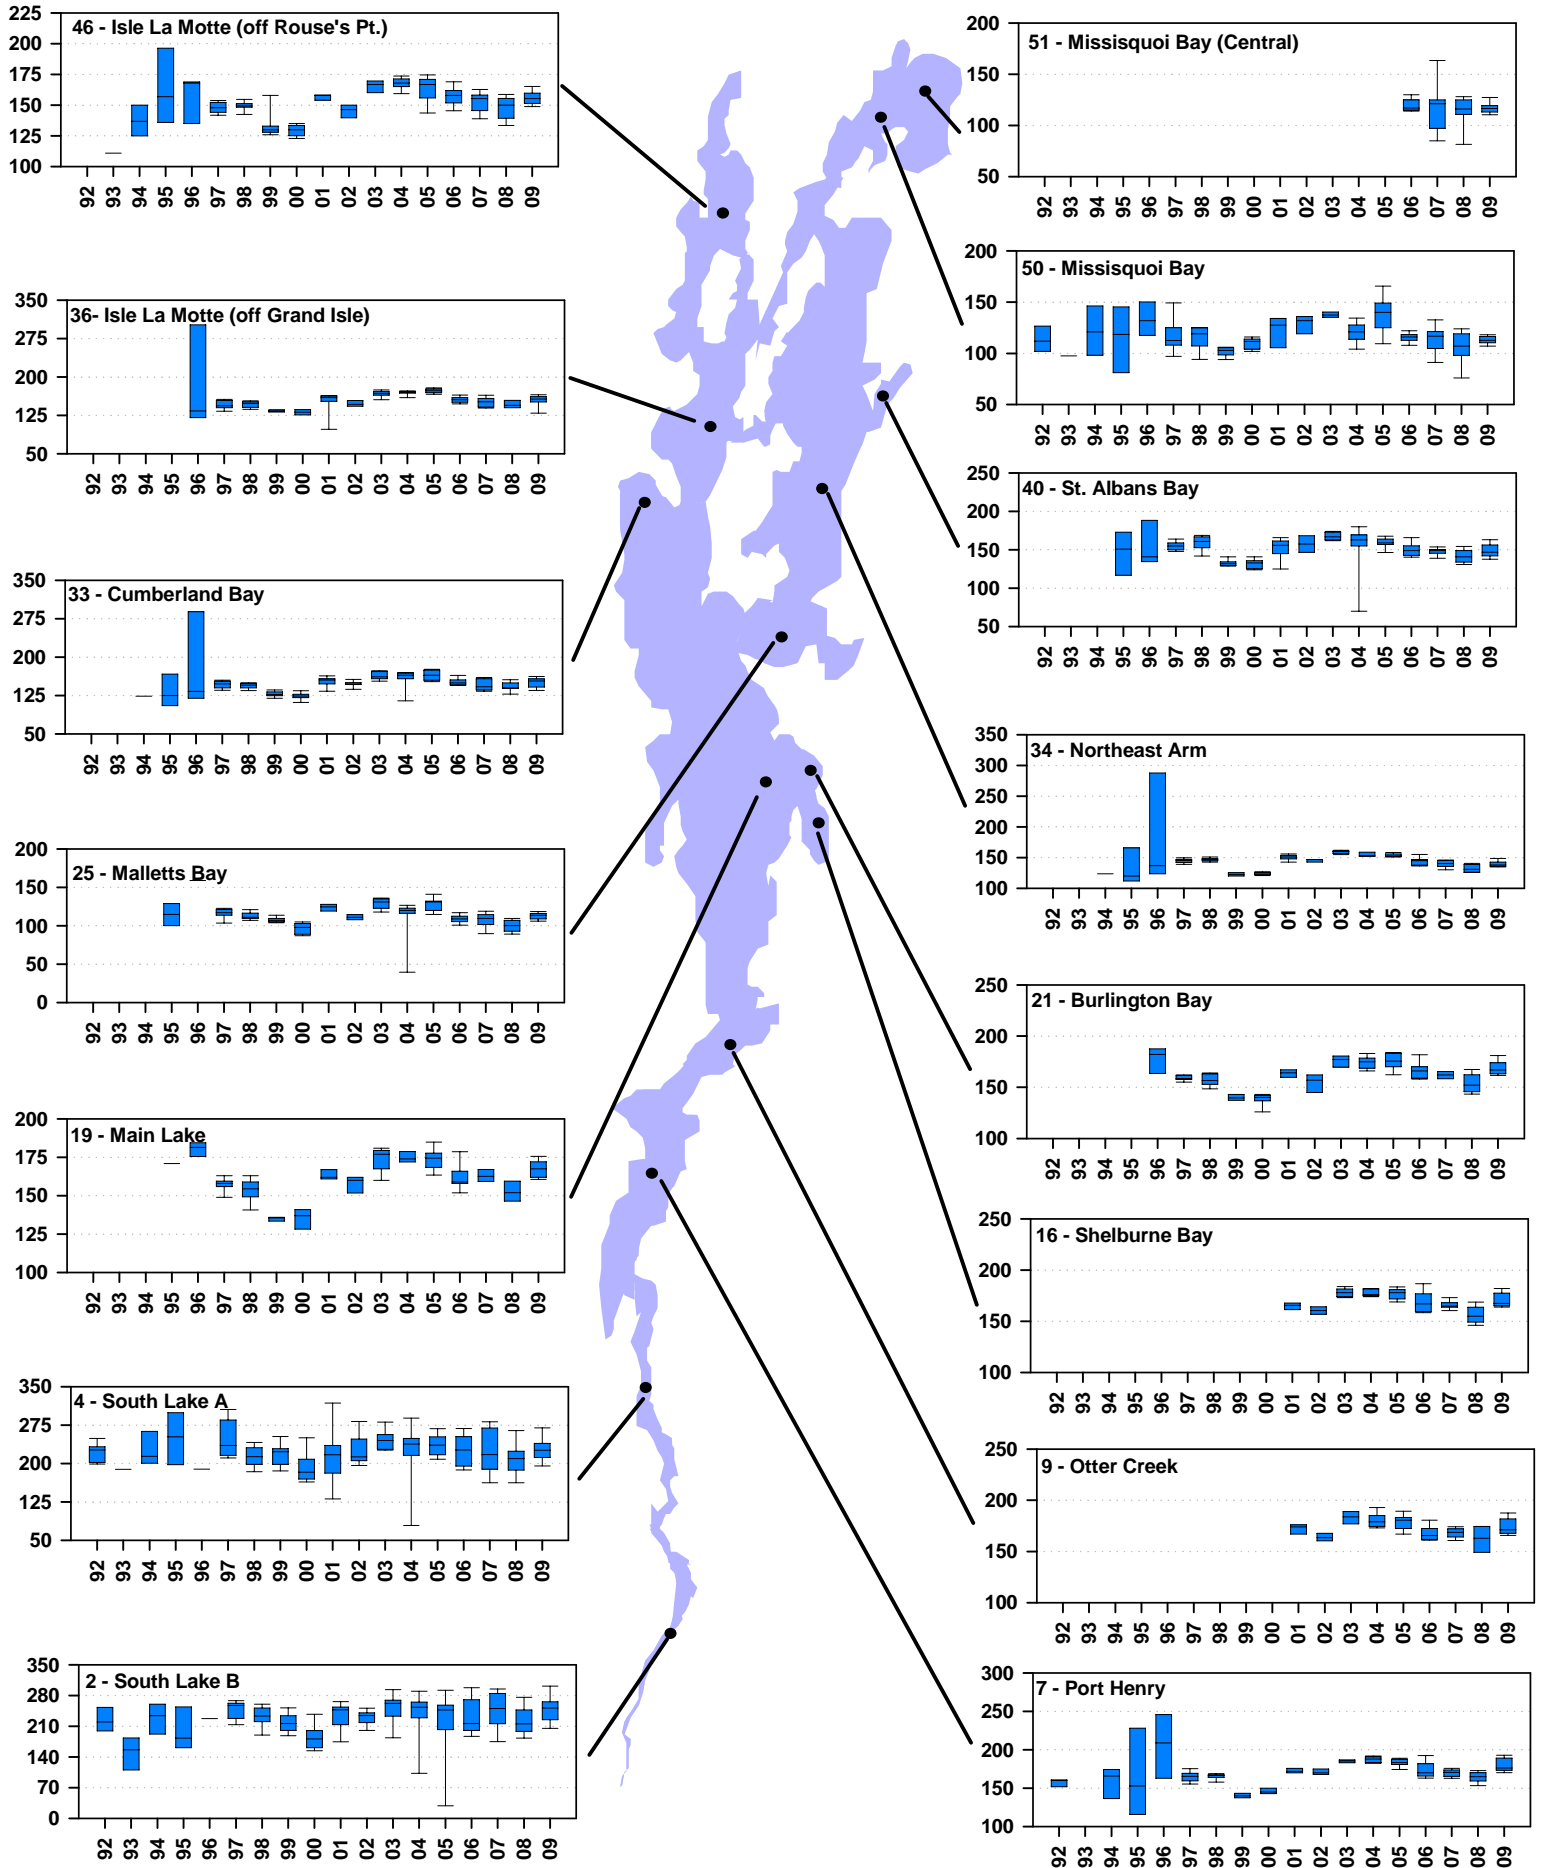 46 - Isle La Motte (off Rouse's Pt.)
225
200
175
150
125
100
92 93 94 95 96 97 98 99 00 01 02 03 04 05 06 07 08 09
36- Isle La Motte (off Grand Isle)
350
275
200
125
50
92 93 94 95 96 97 98 99 00 01 02 03 04 05 06 07 08 09
33 - Cumberland Bay
350
275
200
125
50
92 93 94 95 96 97 98 99 00 01 02 03 04 05 06 07 08 09
25 - Malletts Bay
200
150
100
50
0
92 93 94 95 96 97 98 99 00 01 02 03 04 05 06 07 08 09
19 - Main Lake
200
175
150
125
100
92 93 94 95 96 97 98 99 00 01 02 03 04 05 06 07 08 09
4 - South Lake A
350
275
200
125
50
92 93 94 95 96 97 98 99 00 01 02 03 04 05 06 07 08 09
2 - South Lake B
350
280
210
140
70
0
92 93 94 95 96 97 98 99 00 01 02 03 04 05 06 07 08 09
51 - Missisquoi Bay (Central)
200
150
100
50
92 93 94 95 96 97 98 99 00 01 02 03 04 05 06 07 08 09
50 - Missisquoi Bay
200
150
100
50
92 93 94 95 96 97 98 99 00 01 02 03 04 05 06 07 08 09
40 - St. Albans Bay
250
200
150
100
50
92 93 94 95 96 97 98 99 00 01 02 03 04 05 06 07 08 09
34 - Northeast Arm
350
300
250
200
150
100
92 93 94 95 96 97 98 99 00 01 02 03 04 05 06 07 08 09
21 - Burlington Bay
250
200
150
100
92 93 94 95 96 97 98 99 00 01 02 03 04 05 06 07 08 09
16 - Shelburne Bay
250
200
150
100
92 93 94 95 96 97 98 99 00 01 02 03 04 05 06 07 08 09
9 - Otter Creek
250
200
150
100
92 93 94 95 96 97 98 99 00 01 02 03 04 05 06 07 08 09
7 - Port Henry
300
250
200
150
100
92 93 94 95 96 97 98 99 00 01 02 03 04 05 06 07 08 09